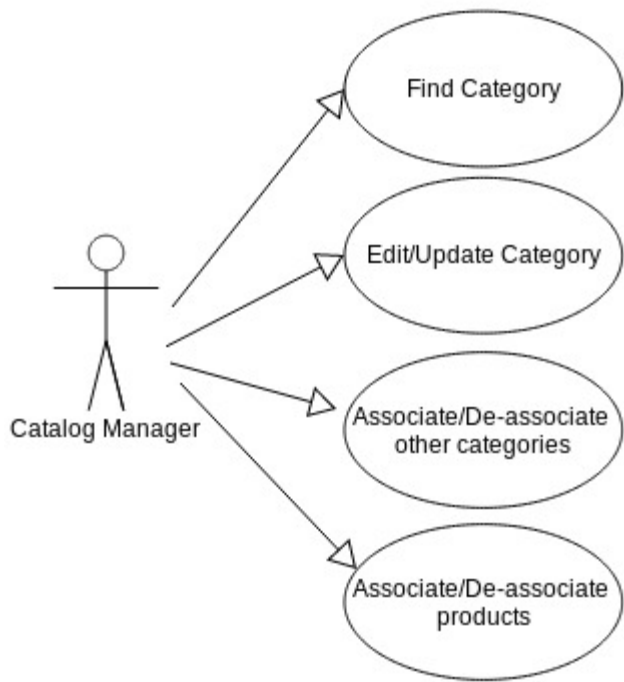 Find Category
Edit/Update Category
Catalog Manager
Associate/De-associate
other categories
Associate/De-associate
products